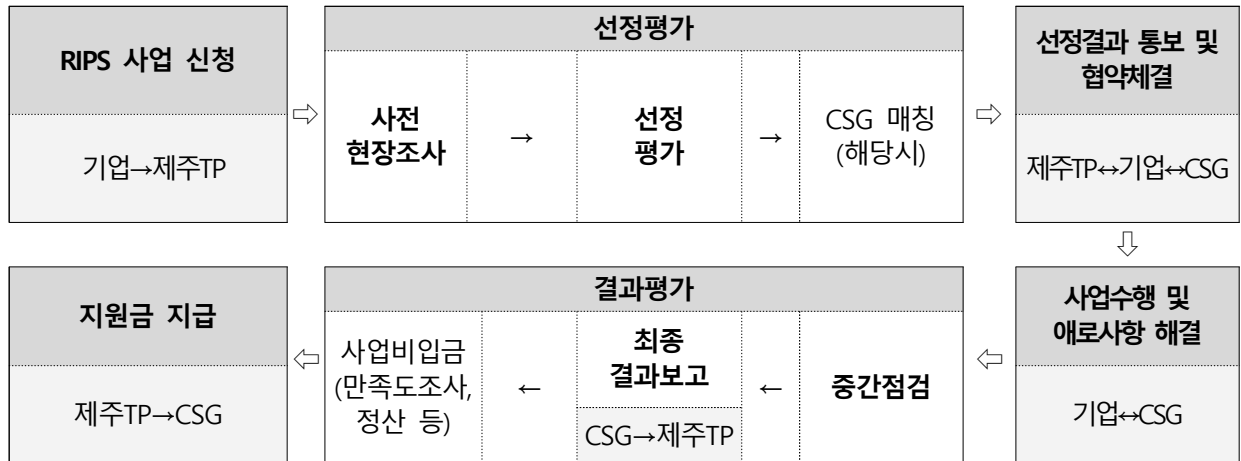 RIPS 사업 신청
기업→제주TP
⇨
선정평가
사전
현장조사
→
선정
평가
→
CSG 매칭
(해당시)
⇨
선정결과 통보 및
협약체결
제주TP↔기업↔CSG
⇩
사업수행 및
애로사항 해결
기업↔CSG
⇦
결과평가
중간점검
←
최종
결과보고
CSG→제주TP
←
사업비입금
(만족도조사,
정산 등)
⇦
지원금 지급
제주TP→CSG